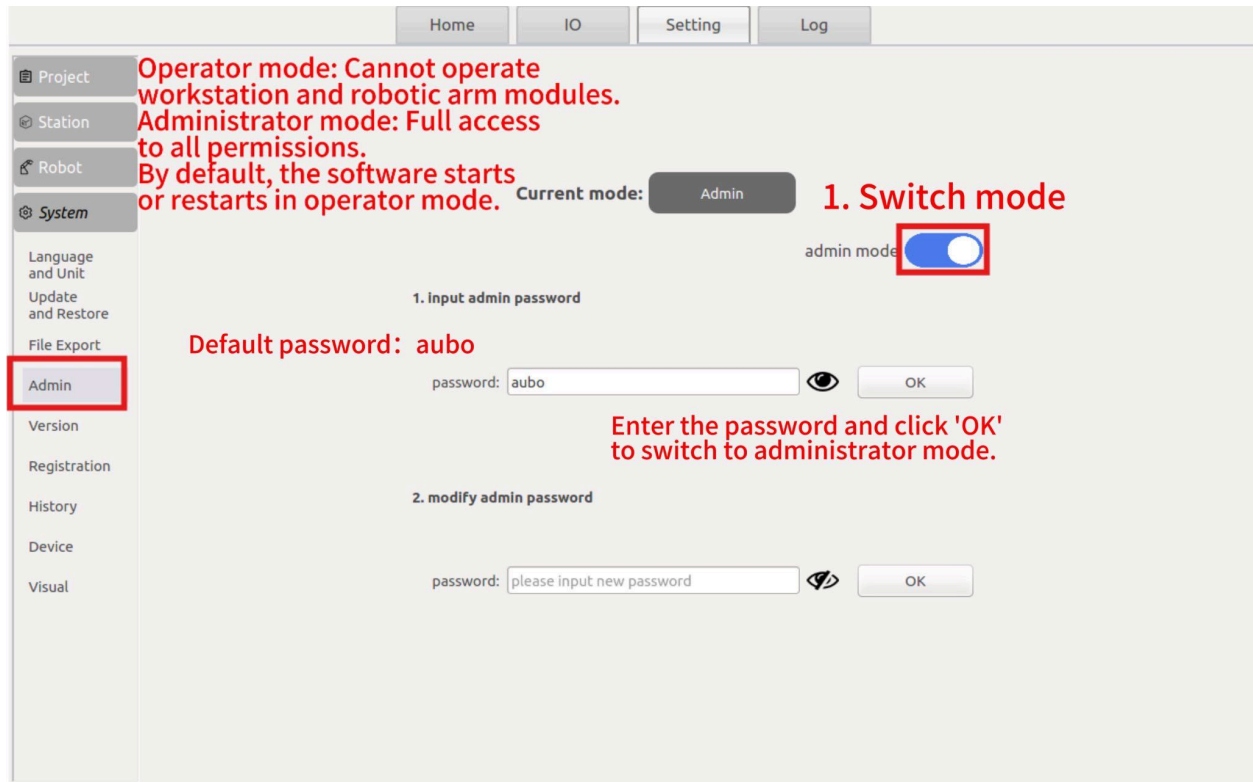 Home
IO
Setting
Log
Project
Station
Robot
System
Language
and Unit
Update
and Restore
File Export
Admin
Version
Registration
History
Device
Visual
Operator mode: Cannot operate
workstation and robotic arm modules.
Administrator mode: Full access
to all permissions.
By default, the software starts
or restarts in operator mode.
Current mode:
Admin
1. Switch mode
admin mode
1. input admin password
Default password：aubo
password: aubo
OK
Enter the password and click 'OK'
to switch to administrator mode.
2. modify admin password
password: please input new password
OK